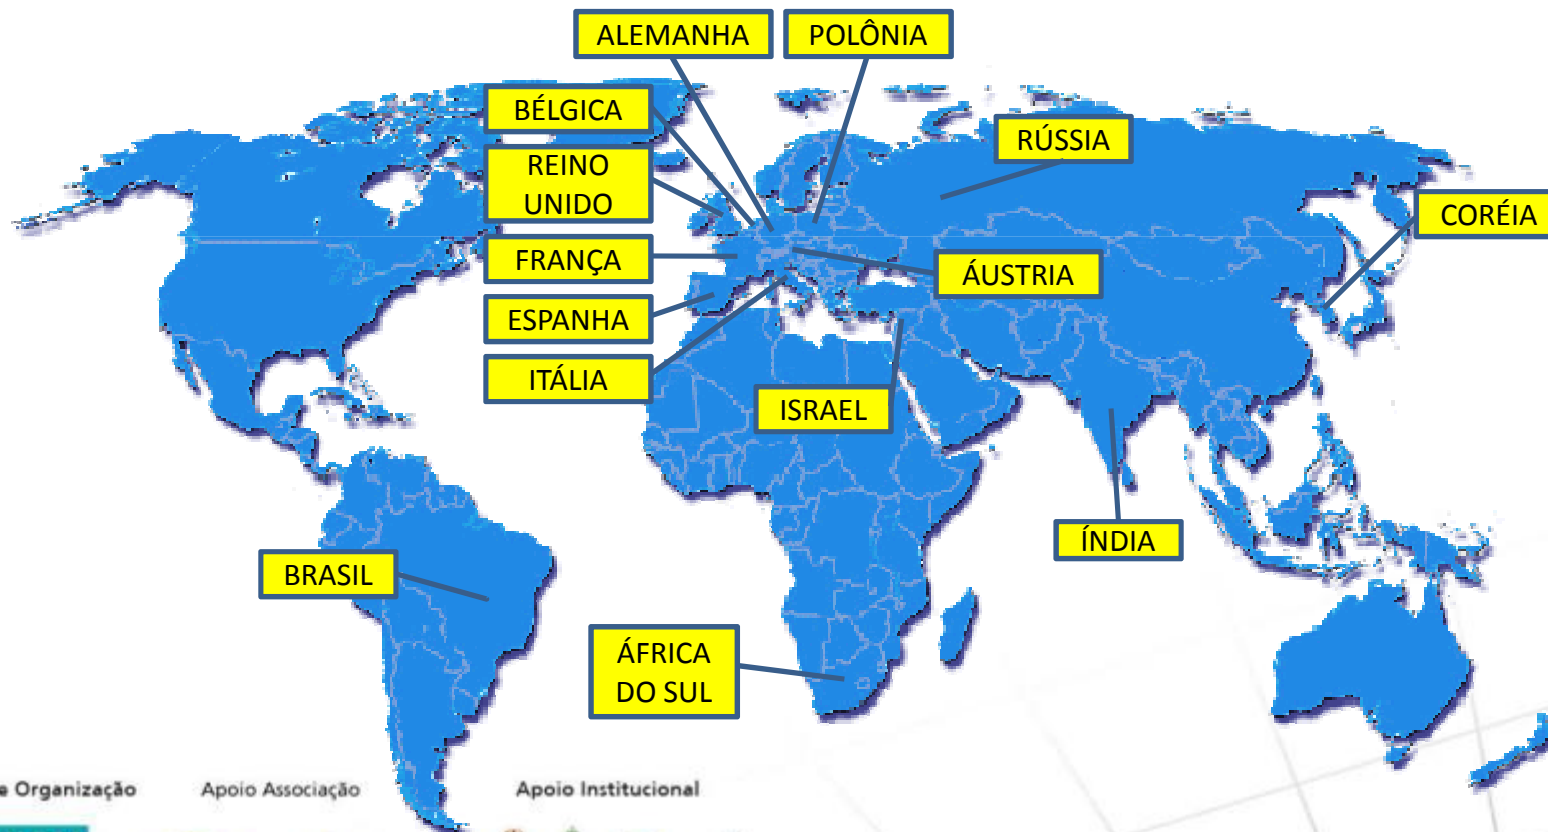 ALEMANHA
POLÔNIA
BÉLGICA
RÚSSIA
REINO
UNIDO
CORÉIA
FRANÇA
ÁUSTRIA
ESPANHA
ITÁLIA
ISRAEL
ÍNDIA
BRASIL
ÁFRICA
DO SUL
e Organização
Apoio Associação
Apoio Institucional